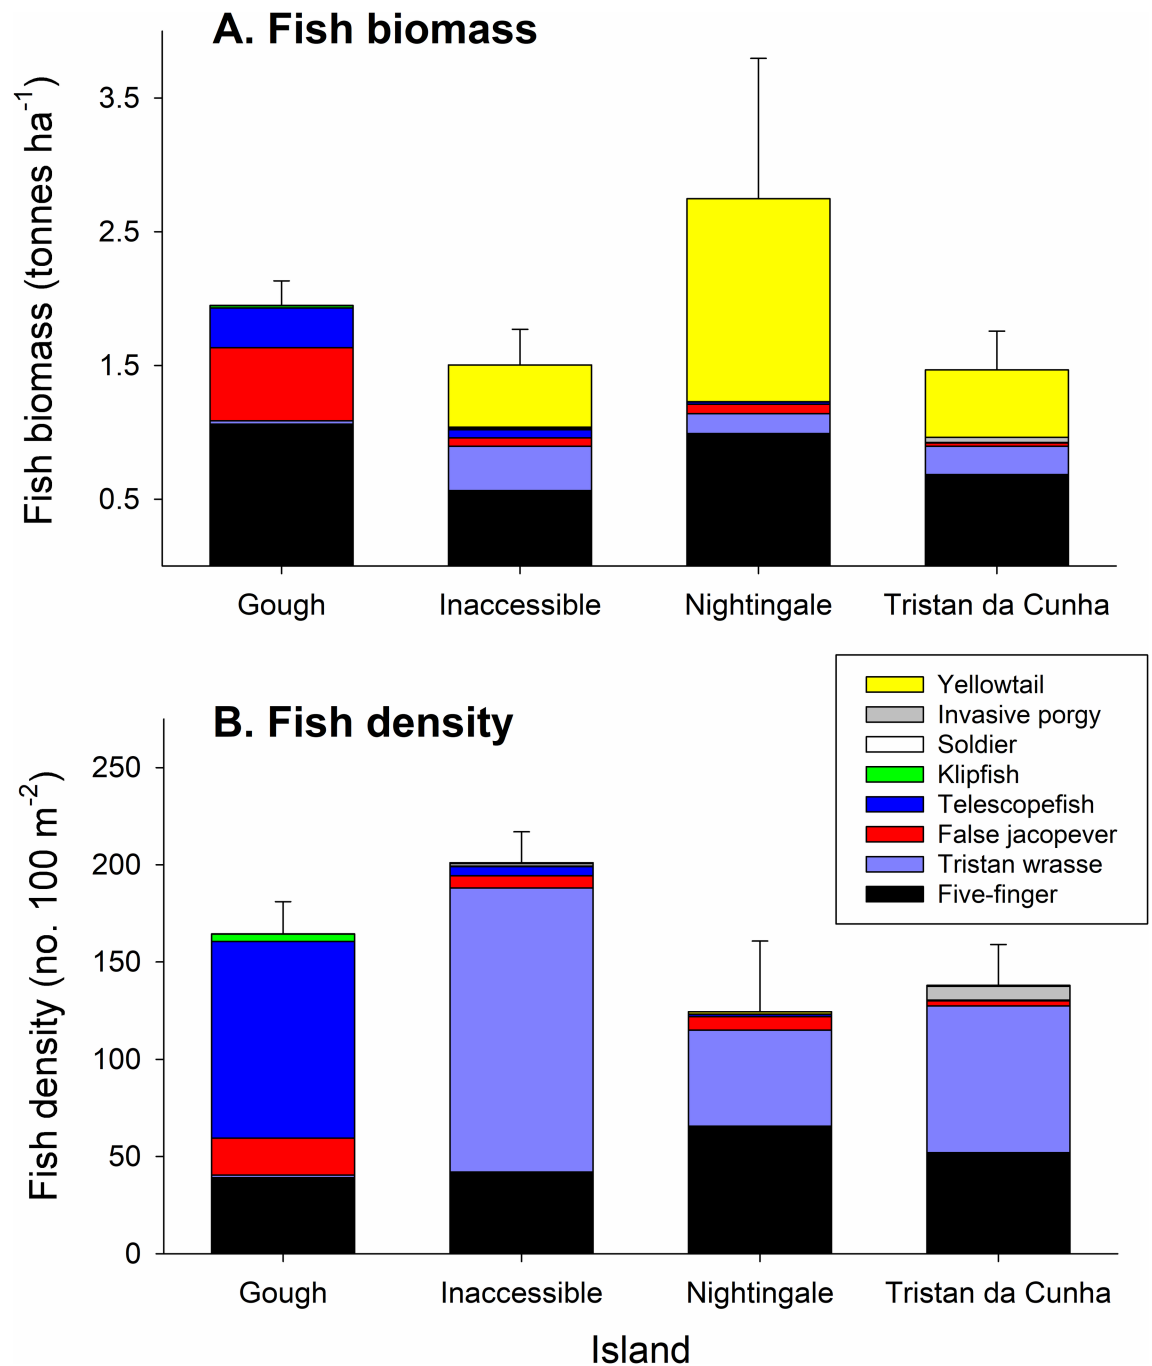 A. Fish biomass
Fish biomass (tonnes ha⁻¹)
3.5
2.5
1.5
0.5
Gough Inaccessible Nightingale Tristan da Cunha
Yellowtail
Invasive porgy
Soldier
Klipfish
Telescopefish
False jacopever
Tristan wrasse
Five-finger
B. Fish density
Fish density (no. 100 m⁻²)
250
200
150
100
50
0
Gough Inaccessible Nightingale Tristan da Cunha
Island